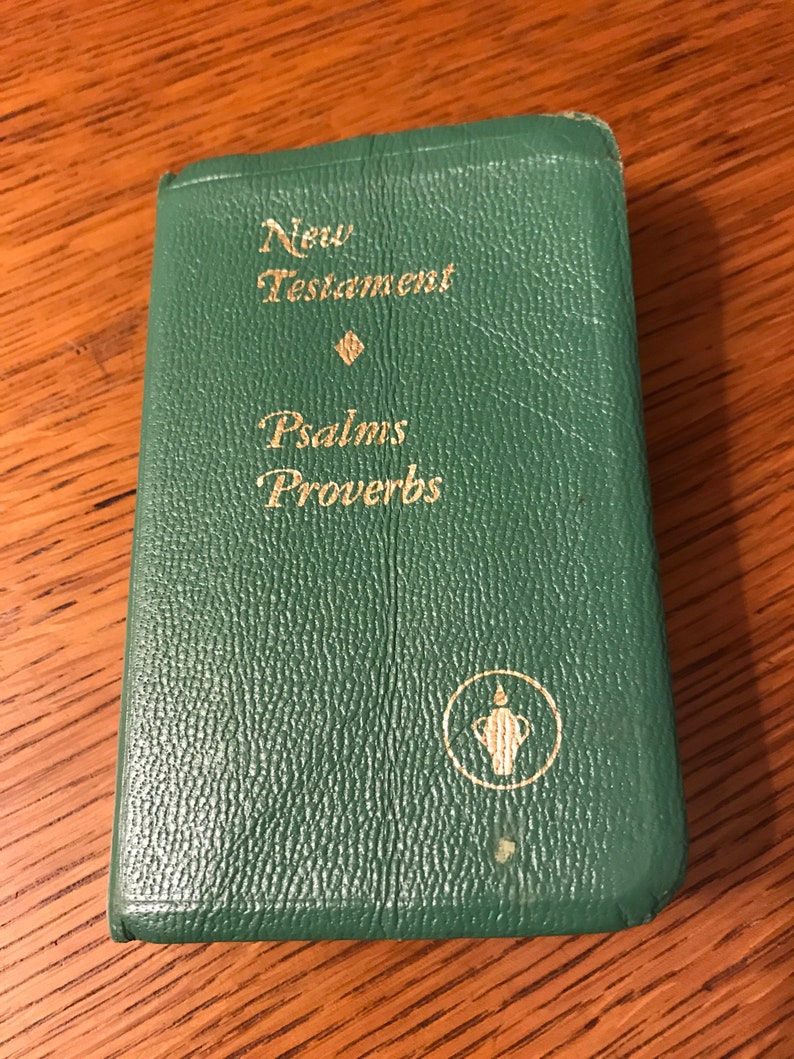 New
Testament
Psalms
Proverbs